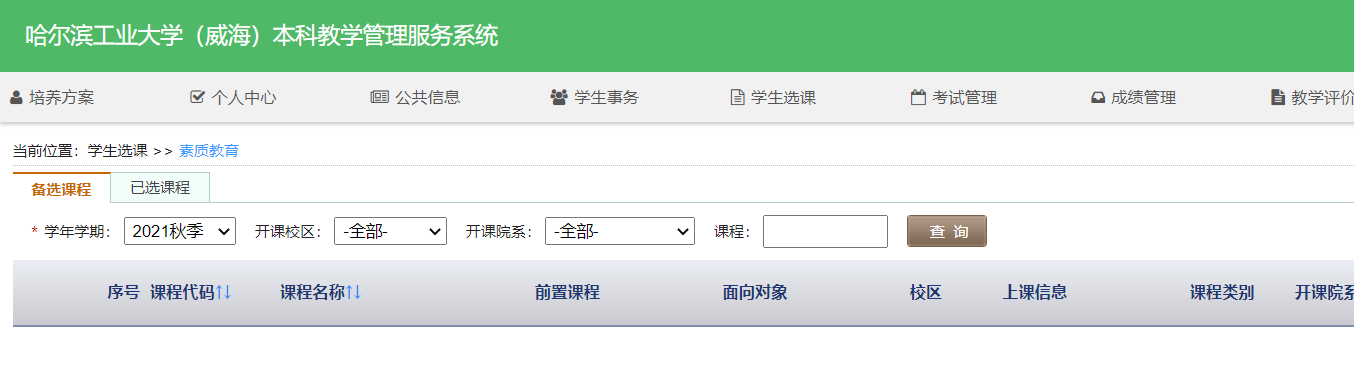 哈尔滨工业大学（威海）本科教学管理服务系统
培养方案 个人中心 公共信息 学生事务 学生选课 考试管理 成绩管理 教学评价
当前位置：学生选课 >> 素质教育
备选课程 已选课程
* 学年学期： 2021秋季 开课校区： -全部- 开课院系： -全部- 课程： 查 询
序号 课程代码↑↓ 课程名称↑↓ 前置课程 面向对象 校区 上课信息 课程类别 开课院系